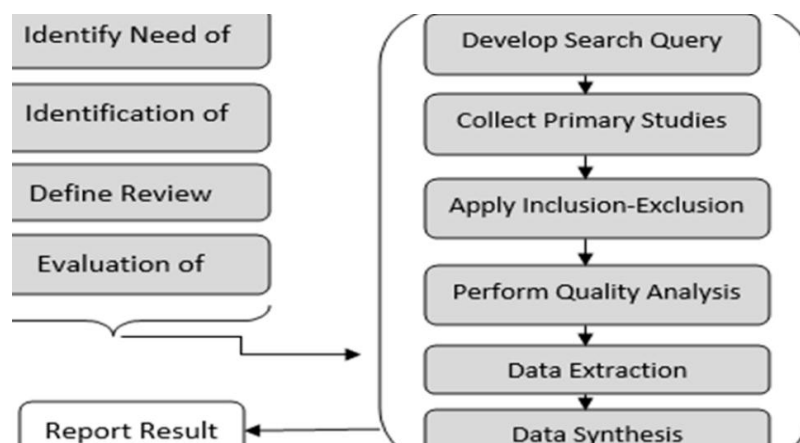 Identify Need of
Identification of
Define Review
Evaluation of
Develop Search Query
Collect Primary Studies
Apply Inclusion-Exclusion
Perform Quality Analysis
Data Extraction
Data Synthesis
Report Result